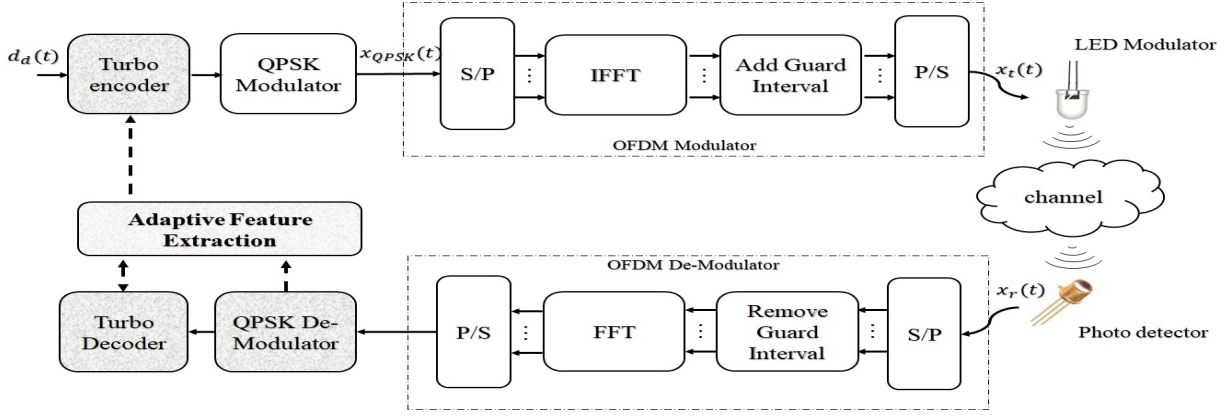 d_d(t)
Turbo
encoder
QPSK
Modulator
x_QPSK(t)
S/P
⋮
IFFT
⋮
Add Guard
Interval
⋮
P/S
OFDM Modulator
x_t(t)
LED Modulator
channel
Adaptive Feature
Extraction
OFDM De-Modulator
Turbo
Decoder
QPSK De-
Modulator
P/S
⋮
FFT
⋮
Remove
Guard
Interval
⋮
S/P
x_r(t)
Photo detector